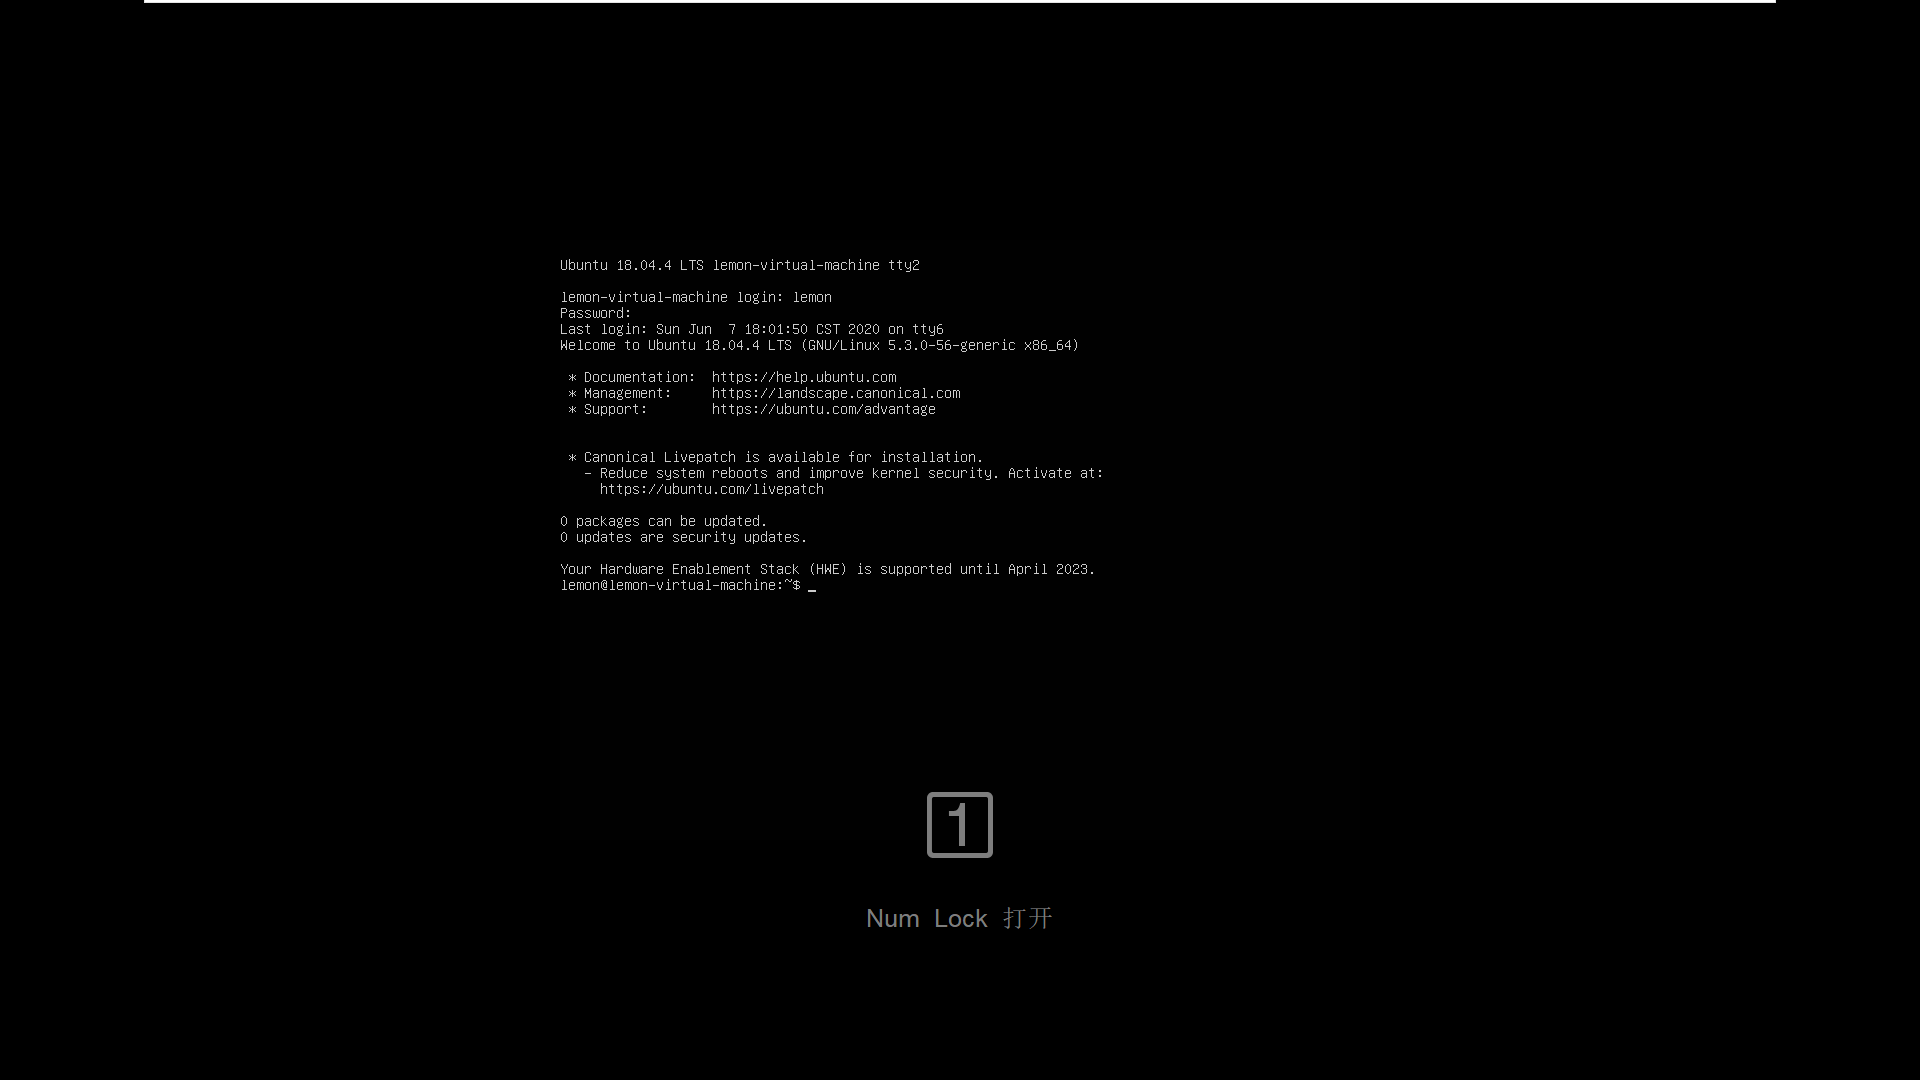 Ubuntu 18.04.4 LTS lemon-virtual-machine tty2
lemon-virtual-machine login: lemon
Password:
Last login: Sun Jun  7 18:01:50 CST 2020 on tty6
Welcome to Ubuntu 18.04.4 LTS (GNU/Linux 5.3.0-56-generic x86_64)
* Documentation:  https://help.ubuntu.com
* Management:     https://landscape.canonical.com
* Support:        https://ubuntu.com/advantage
* Canonical Livepatch is available for installation.
- Reduce system reboots and improve kernel security. Activate at:
https://ubuntu.com/livepatch
0 packages can be updated.
0 updates are security updates.
Your Hardware Enablement Stack (HWE) is supported until April 2023.
lemon@lemon-virtual-machine:~$ _
1
Num Lock 打开